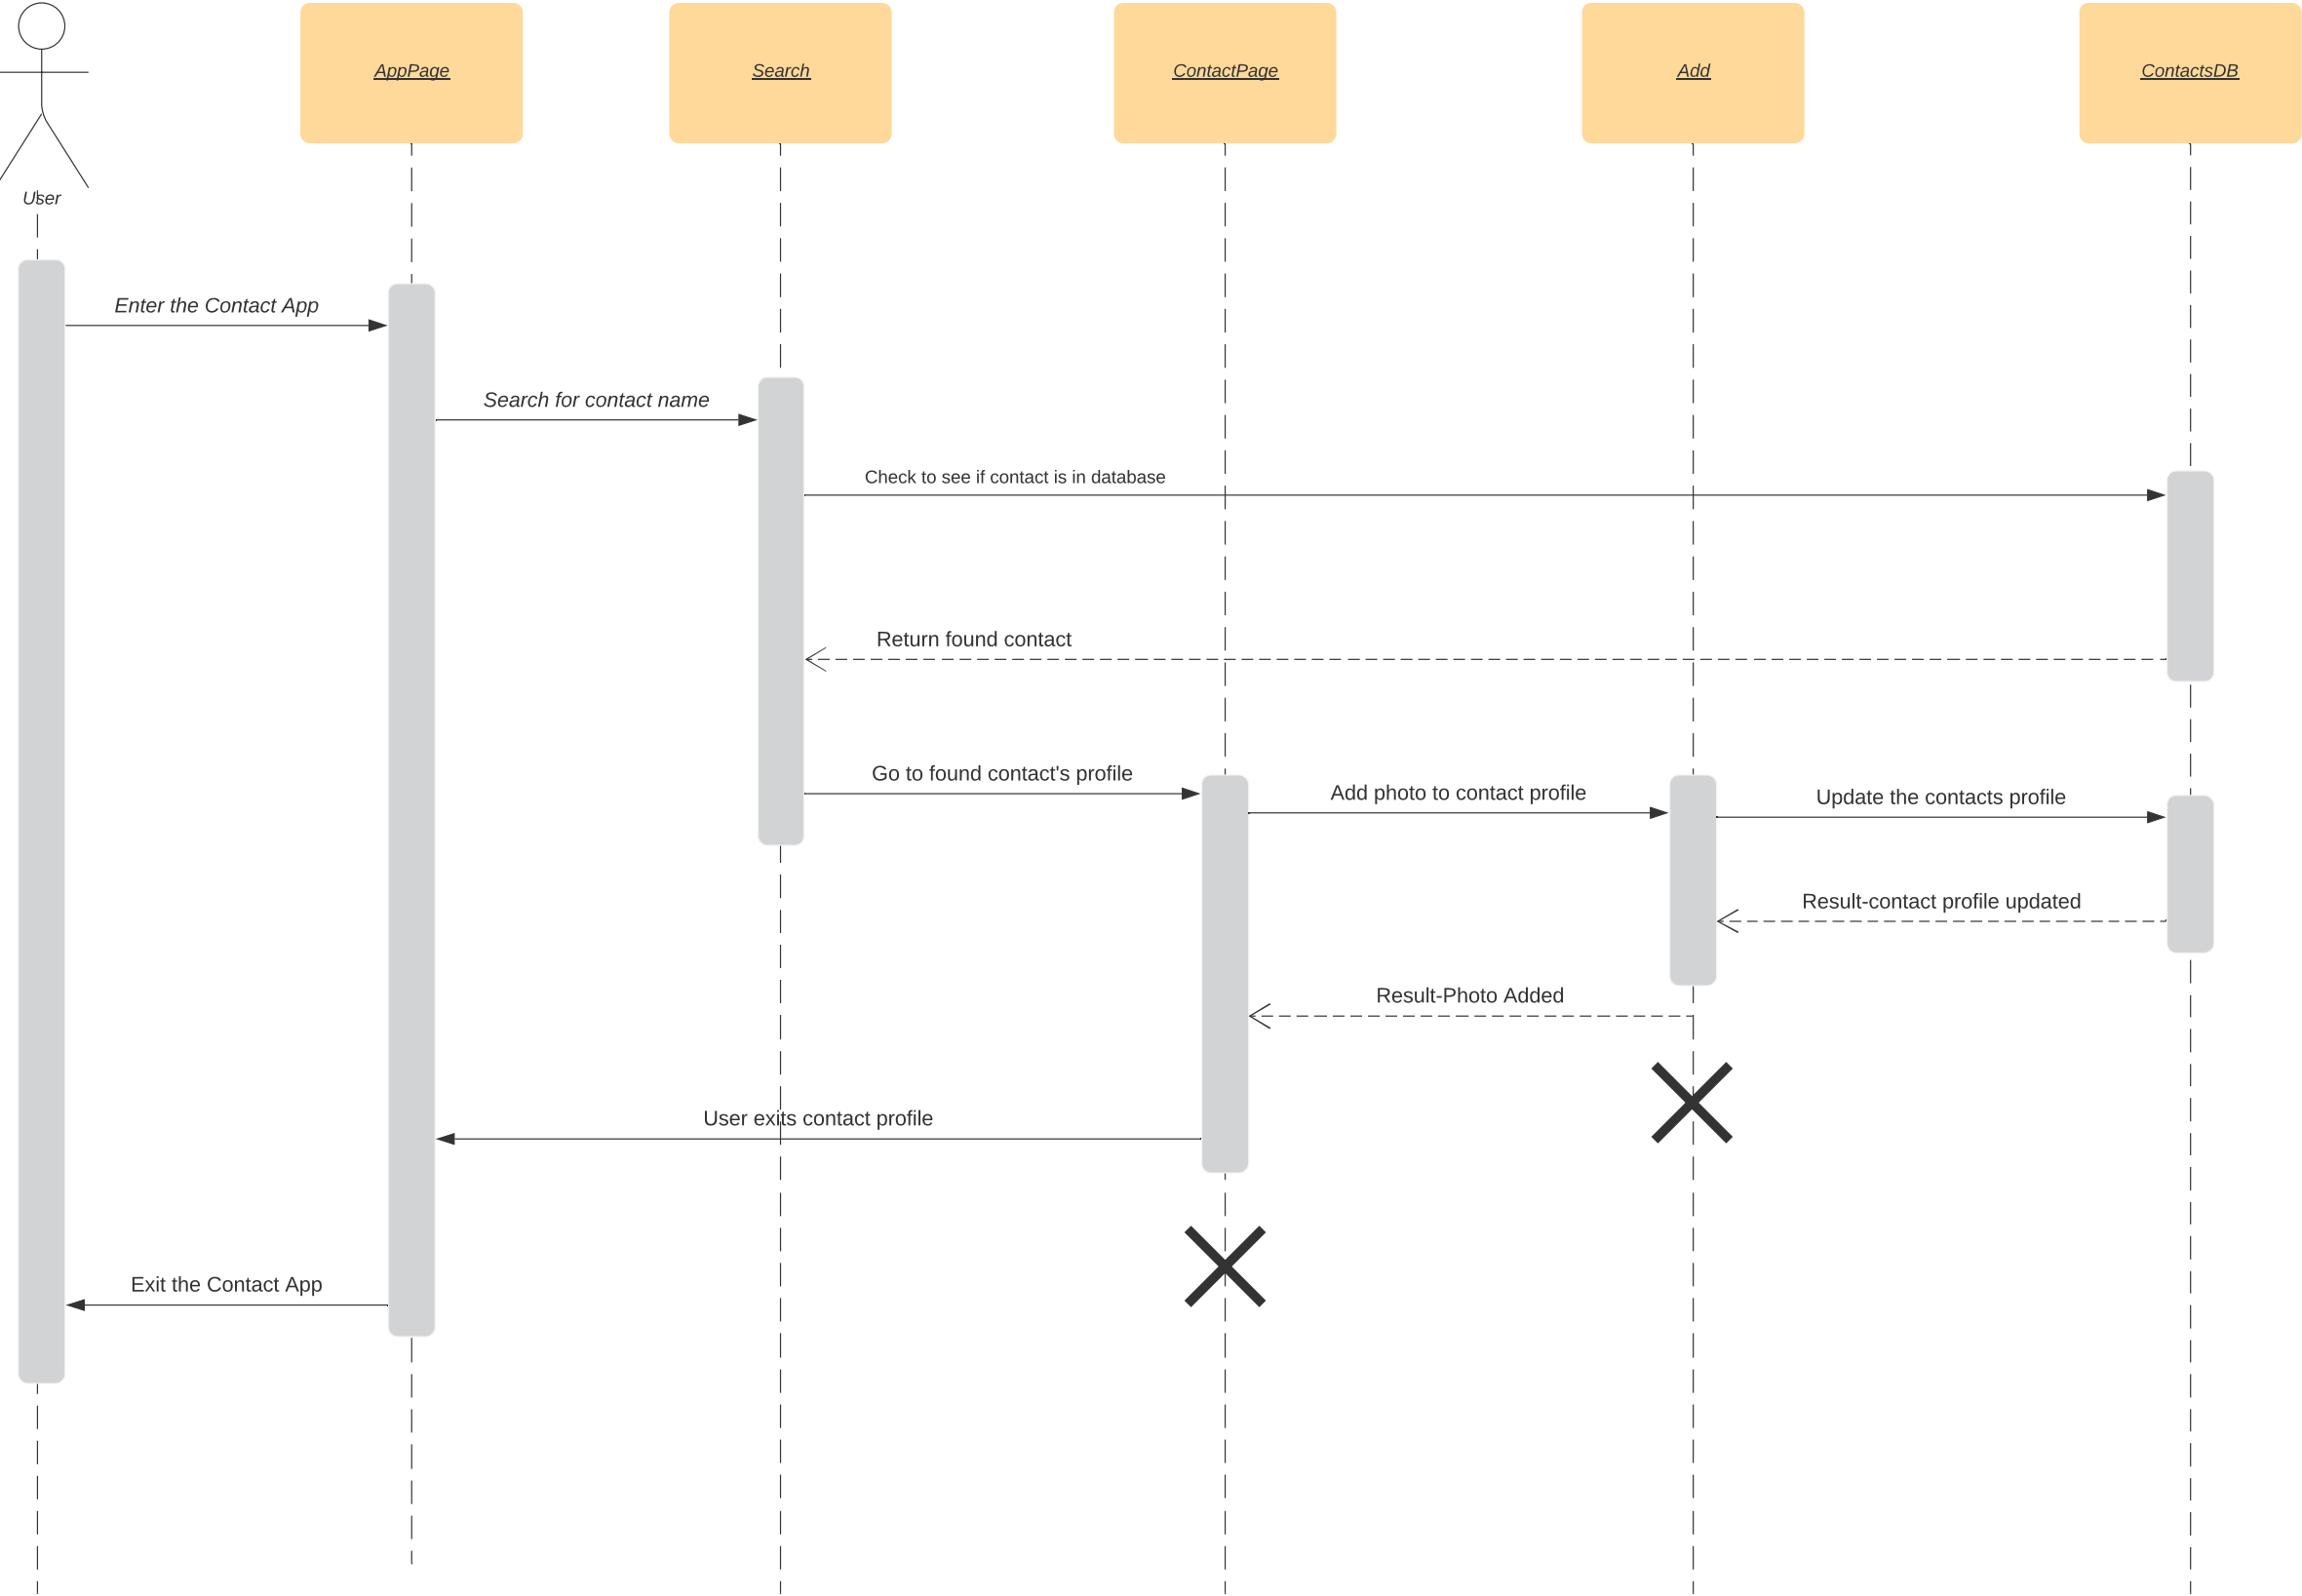 AppPage
Search
ContactPage
Add
ContactsDB
User
Enter the Contact App
Search for contact name
Check to see if contact is in database
Return found contact
Go to found contact's profile
Add photo to contact profile
Update the contacts profile
Result-contact profile updated
Result-Photo Added
User exits contact profile
Exit the Contact App